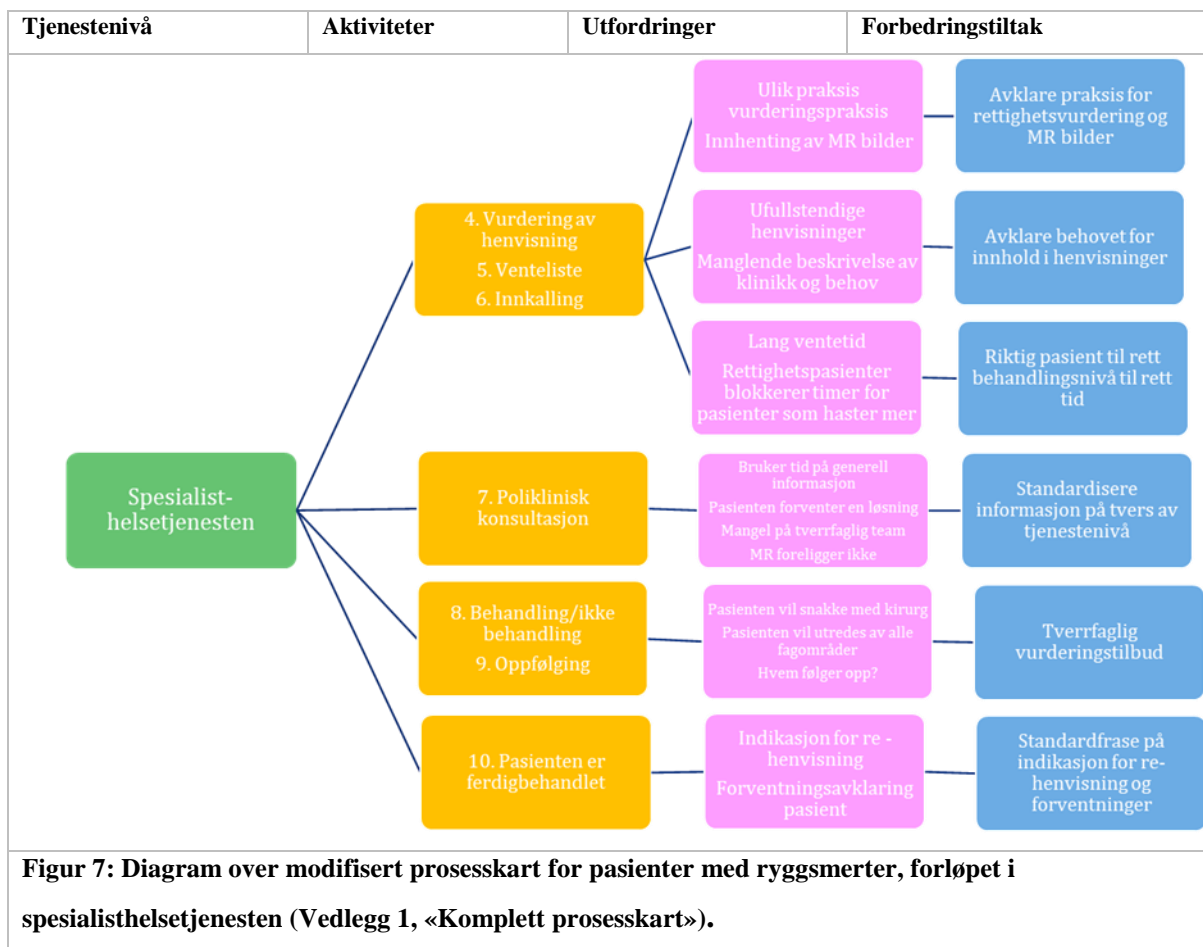 Tjenestenivå
Aktiviteter
Utfordringer
Forbedringstiltak
Spesialist-
helsetjenesten
4. Vurdering av
henvisning
5. Venteliste
6. Innkalling
Ulik praksis
vurderingspraksis
Innhenting av MR bilder
Avklare praksis for
rettighetsvurdering og
MR bilder
Ufullstendige
henvisninger
Manglende beskrivelse av
klinikk og behov
Avklare behovet for
innhold i henvisninger
Lang ventetid
Rettighetspasienter
blokkerer timer for
pasienter som haster mer
Riktig pasient til rett
behandlingsnivå til rett
tid
7. Poliklinisk
konsultasjon
Bruker tid på generell
informasjon
Pasienten forventer en løsning
Mangel på tverrfaglig team
MR foreligger ikke
Standardisere
informasjon på tvers av
tjenestenivå
8. Behandling/ikke
behandling
9. Oppfølging
Pasienten vil snakke med kirurg
Pasienten vil utredes av alle
fagområder
Hvem følger opp?
Tverrfaglig
vurderingstilbud
10. Pasienten er
ferdigbehandlet
Indikasjon for re -
henvisning
Forventningsavklaring
pasient
Standardfrase på
indikasjon for re-
henvisning og
forventninger
Figur 7: Diagram over modifisert prosesskart for pasienter med ryggsmerter, forløpet i
spesialisthelsetjenesten (Vedlegg 1, «Komplett prosesskart»).